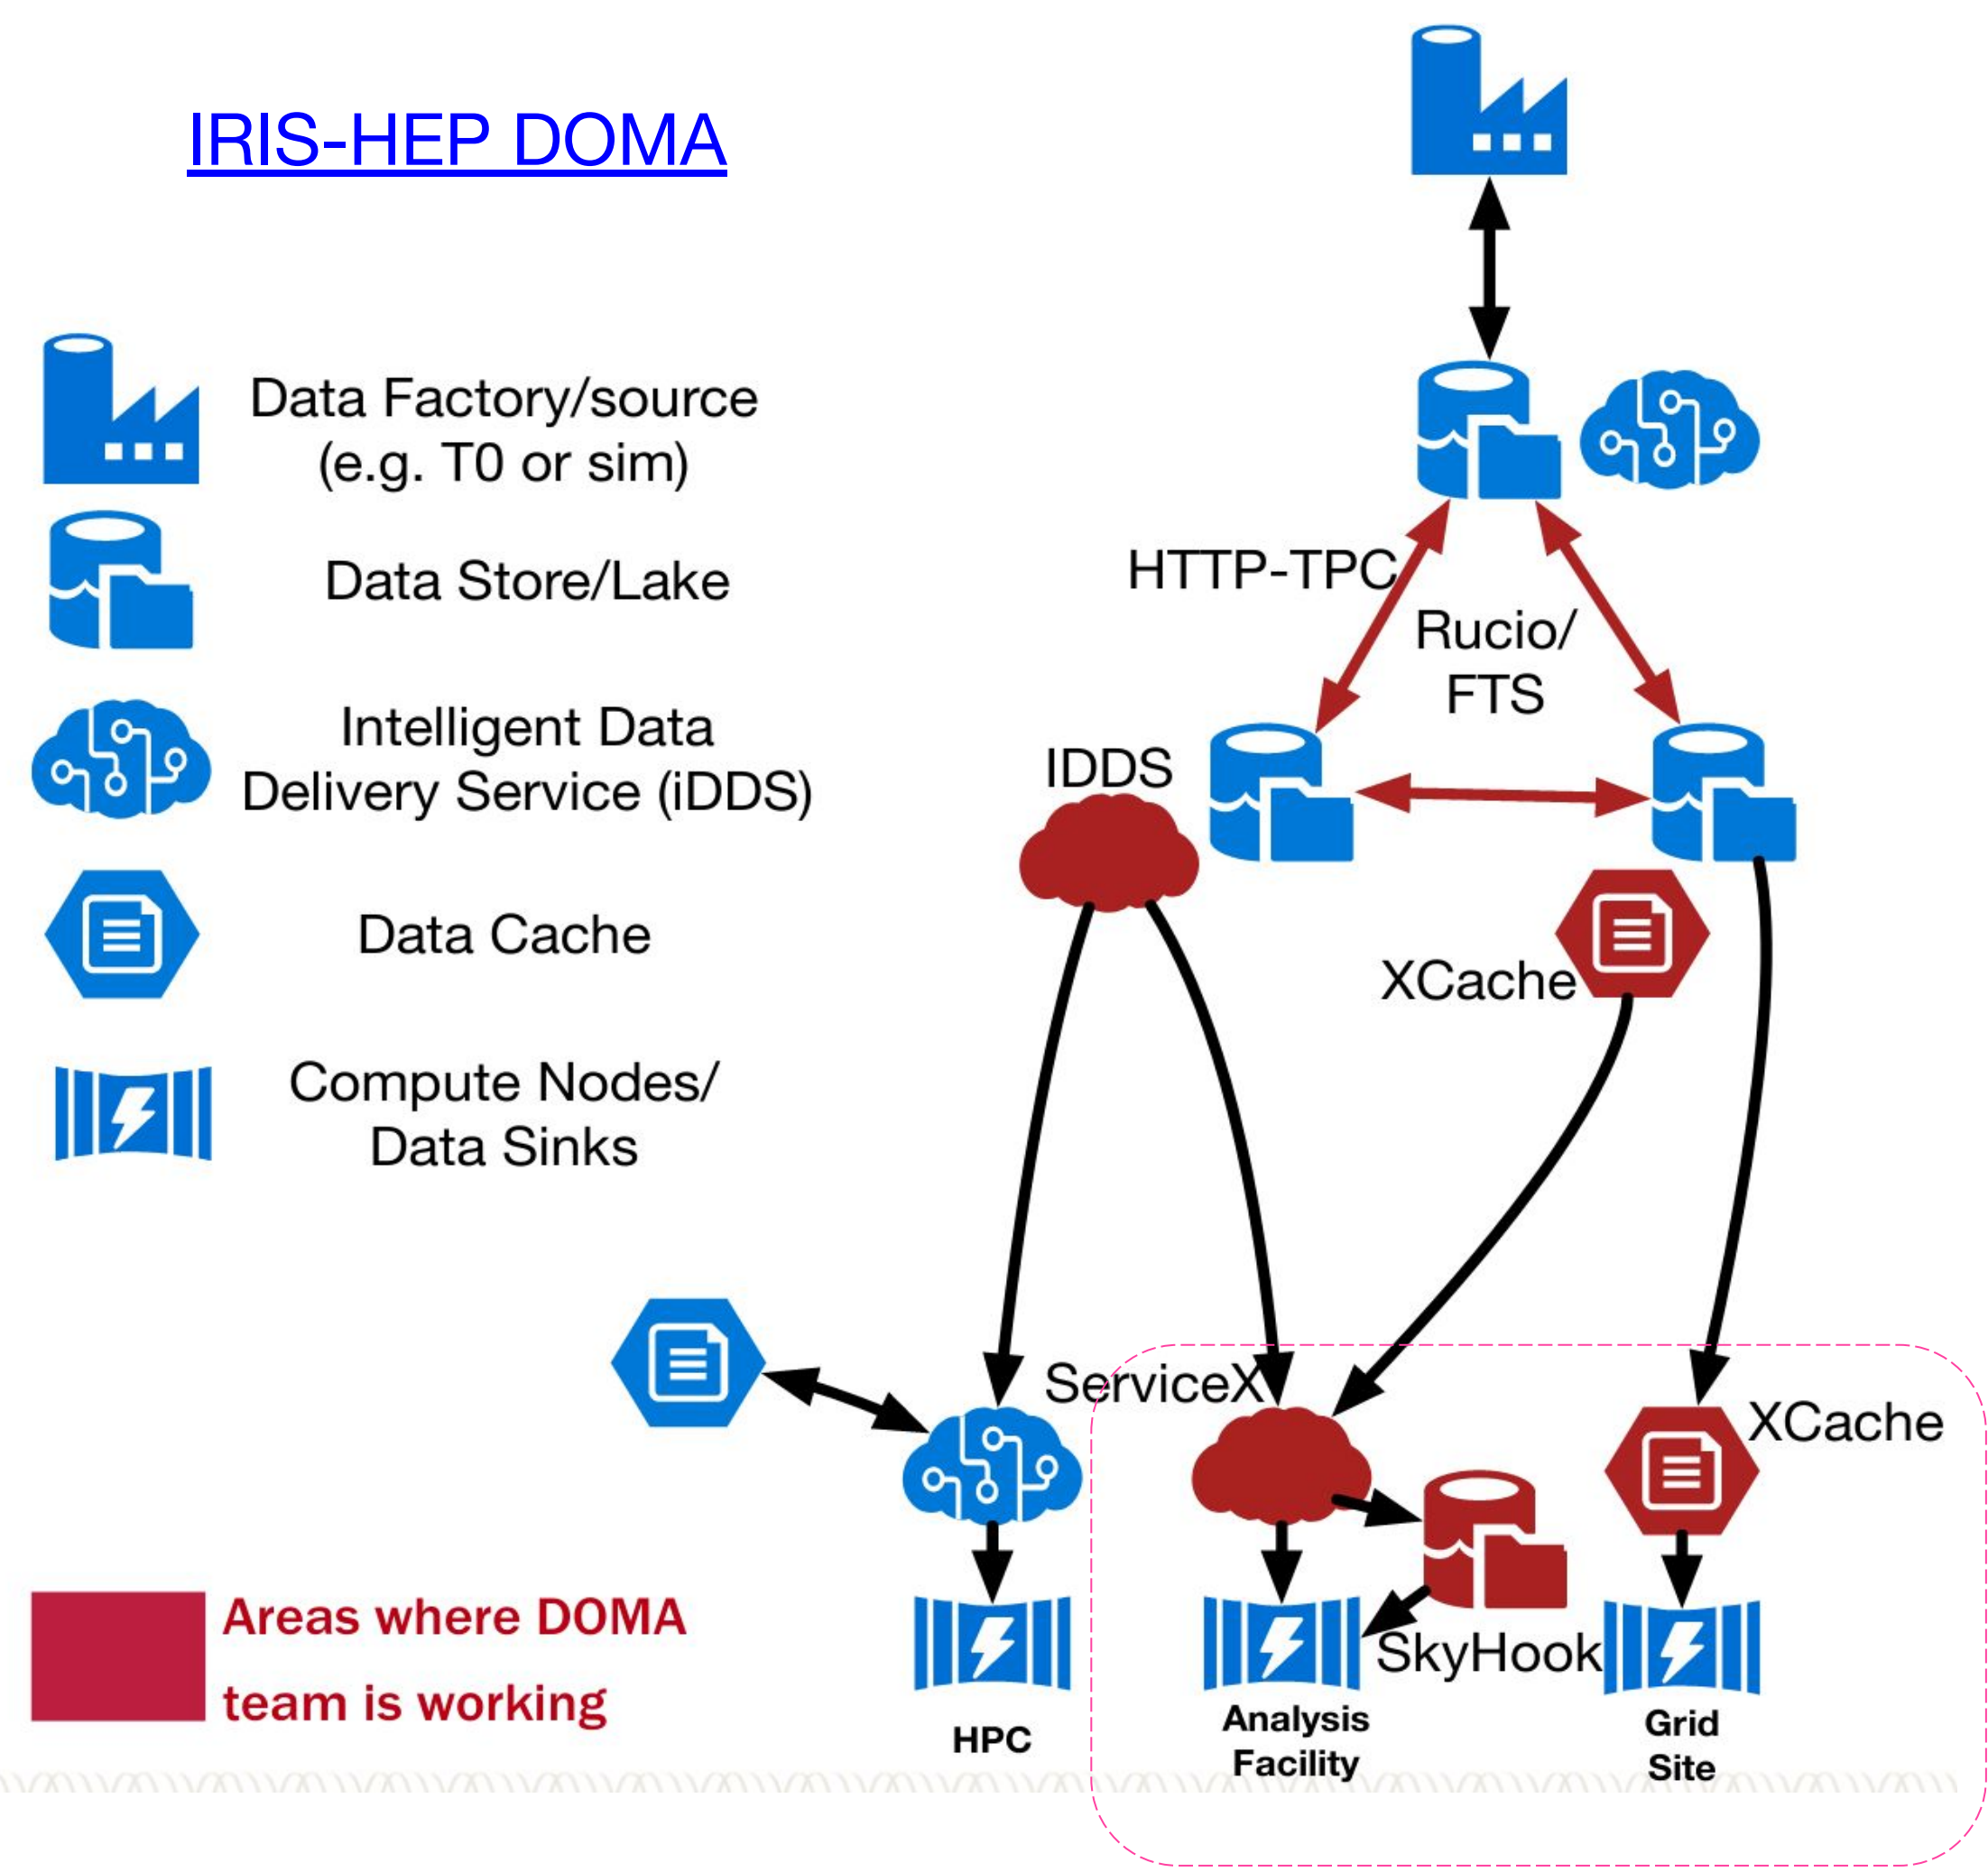 IRIS-HEP DOMA
Data Factory/source
(e.g. T0 or sim)
Data Store/Lake
Intelligent Data
Delivery Service (iDDS)
Data Cache
Compute Nodes/
Data Sinks
Areas where DOMA
team is working
HTTP-TPC
Rucio/
FTS
IDDS
XCache
ServiceX
XCache
SkyHook
HPC
Analysis
Facility
Grid
Site